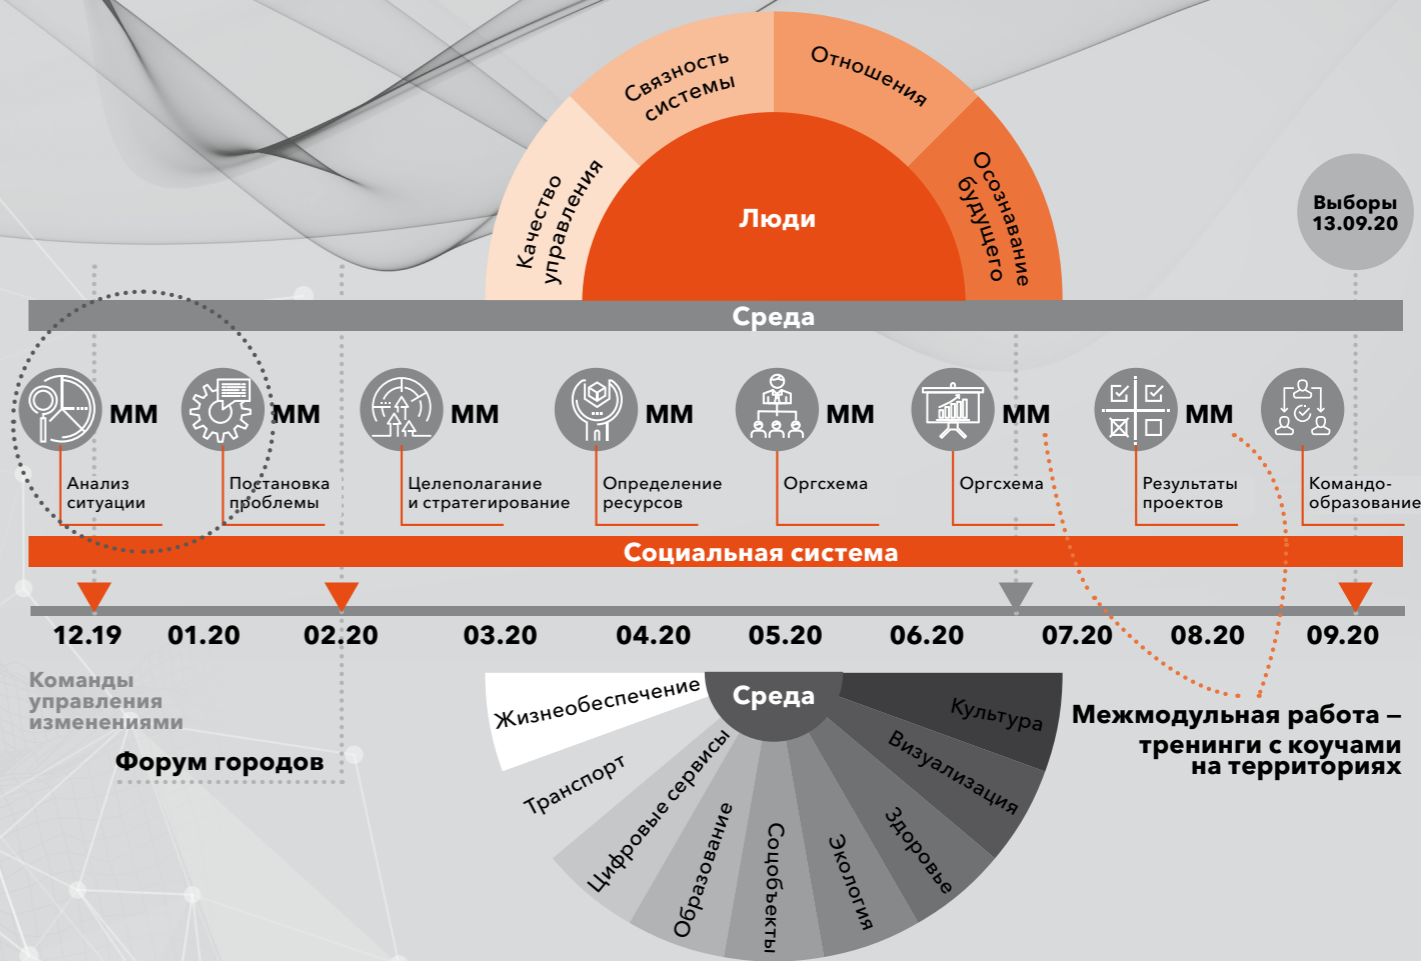 Качество
управления
Связность
системы
Отношения
Осознавание
будущего
Люди
Выборы
13.09.20
Среда
ММ
ММ
ММ
ММ
ММ
ММ
ММ
Анализ
ситуации
Постановка
проблемы
Целеполагание
и стратегирование
Определение
ресурсов
Оргсхема
Оргсхема
Результаты
проектов
Командо-
образование
Социальная система
12.19
01.20
02.20
03.20
04.20
05.20
06.20
07.20
08.20
09.20
Команды
управления
изменениями
Форум городов
Среда
Жизнеобеспечение
Транспорт
Цифровые сервисы
Образование
Соцобъекты
Экология
Здоровье
Визуализация
Культура
Межмодульная работа –
тренинги с коучами
на территориях